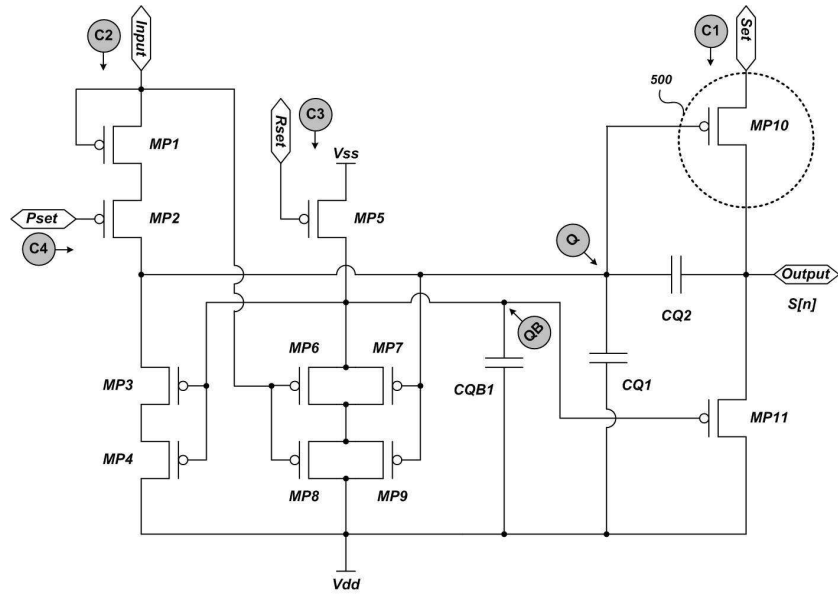 C2
Input
C1
Set
500
C3
Rset
Vss
MP1
MP10
MP2
MP5
Pset
C4
Q
Output
S[n]
CQ2
QB
MP6
MP7
MP3
CQB1
CQ1
MP11
MP4
MP8
MP9
Vdd